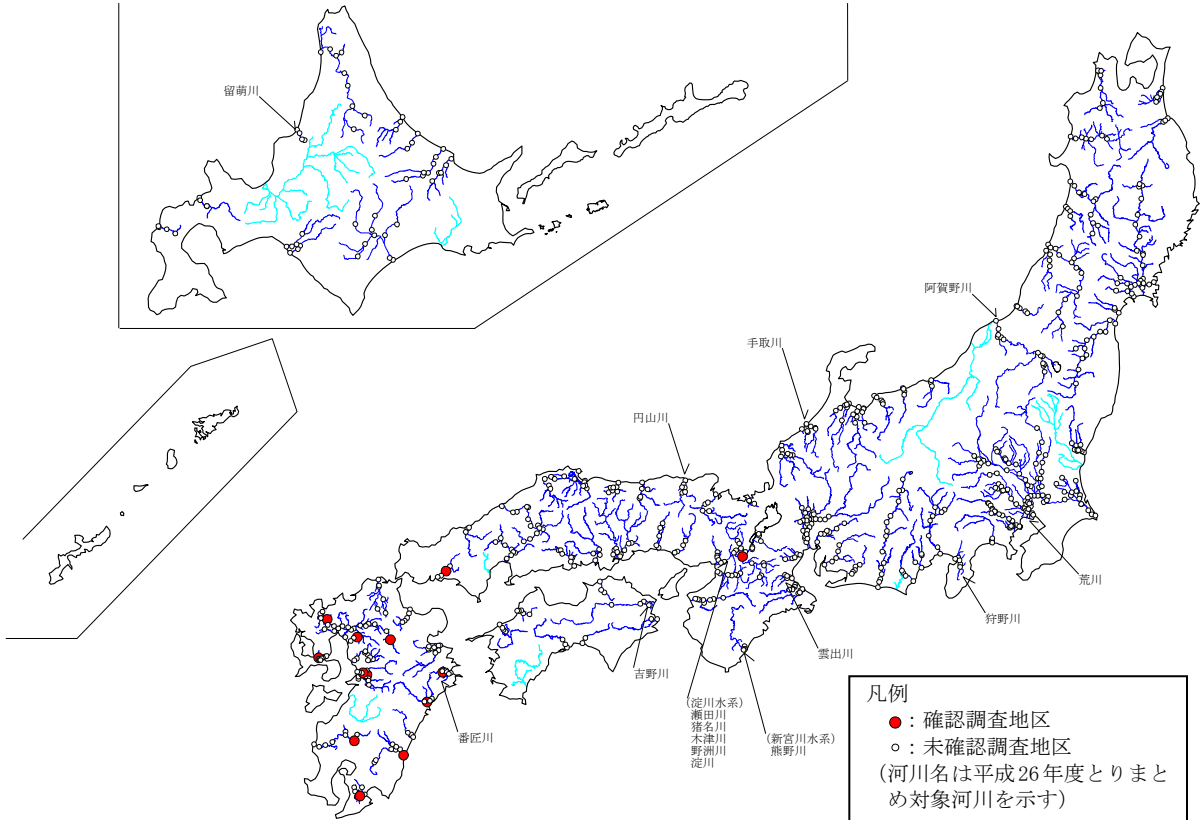 留萌川
阿賀野川
手取川
円山川
荒川
狩野川
雲出川
吉野川
番匠川
(淀川水系)
瀬田川
猪名川
木津川
野洲川
淀川
(新宮川水系)
熊野川
凡例
●：確認調査地区
○：未確認調査地区
(河川名は平成26年度とりまと
め対象河川を示す)